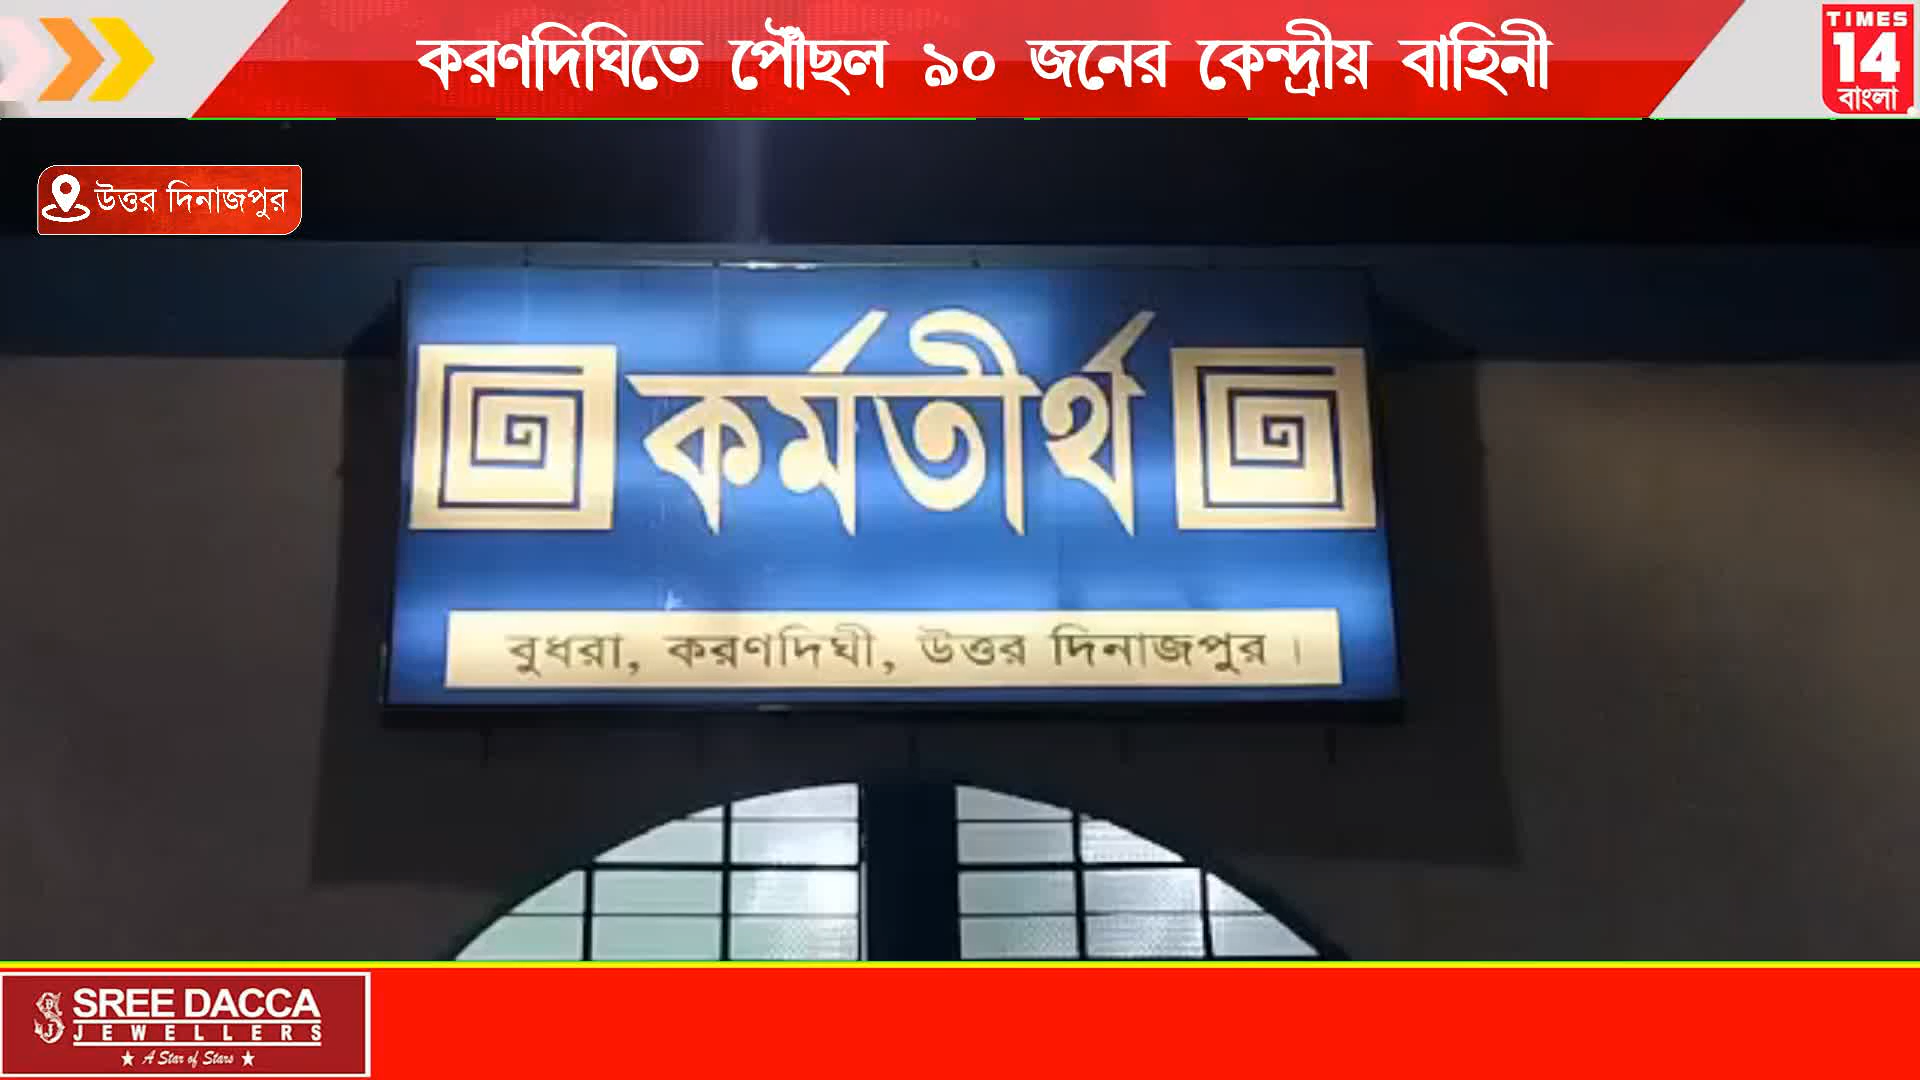 করণদিঘিতে পৌঁছল ৯০ জনের কেন্দ্রীয় বাহিনী
TIMES
14
বাংলা
উত্তর দিনাজপুর
কর্মতীর্থ
বুধরা, করণদিঘী, উত্তর দিনাজপুর ।
SREE DACCA
JEWELLERS
A Star of Stars